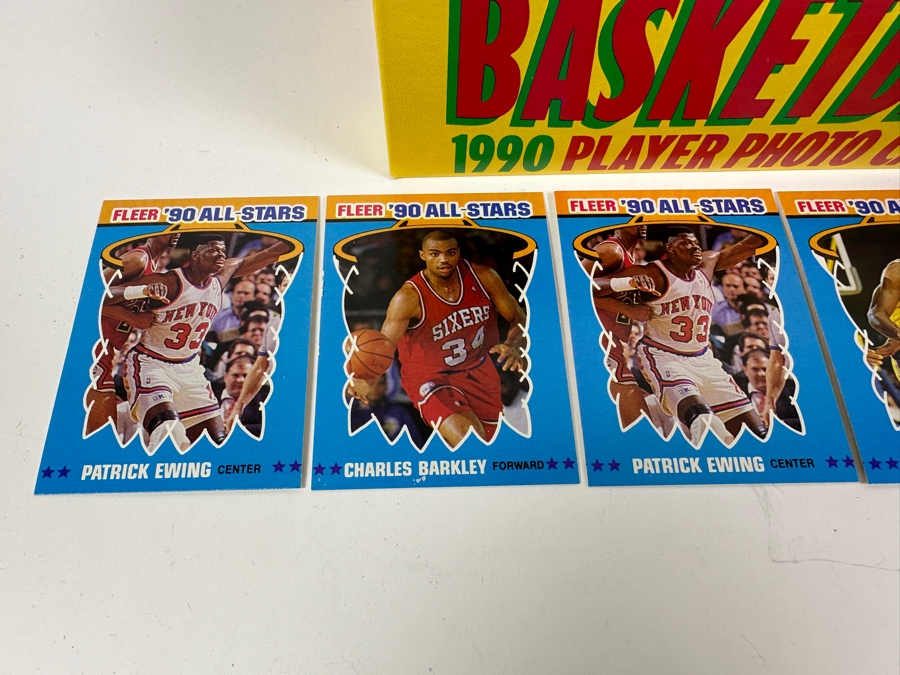 BASKETB
1990 PLAYER PHOTO C
FLEER '90 ALL-STARS
NEW YORK
33
★★ PATRICK EWING CENTER ★★
FLEER '90 ALL-STARS
SIXERS
34
★★ CHARLES BARKLEY FORWARD ★★
FLEER '90 ALL-STARS
NEW YORK
33
★★ PATRICK EWING CENTER ★★
FLEER '90 A